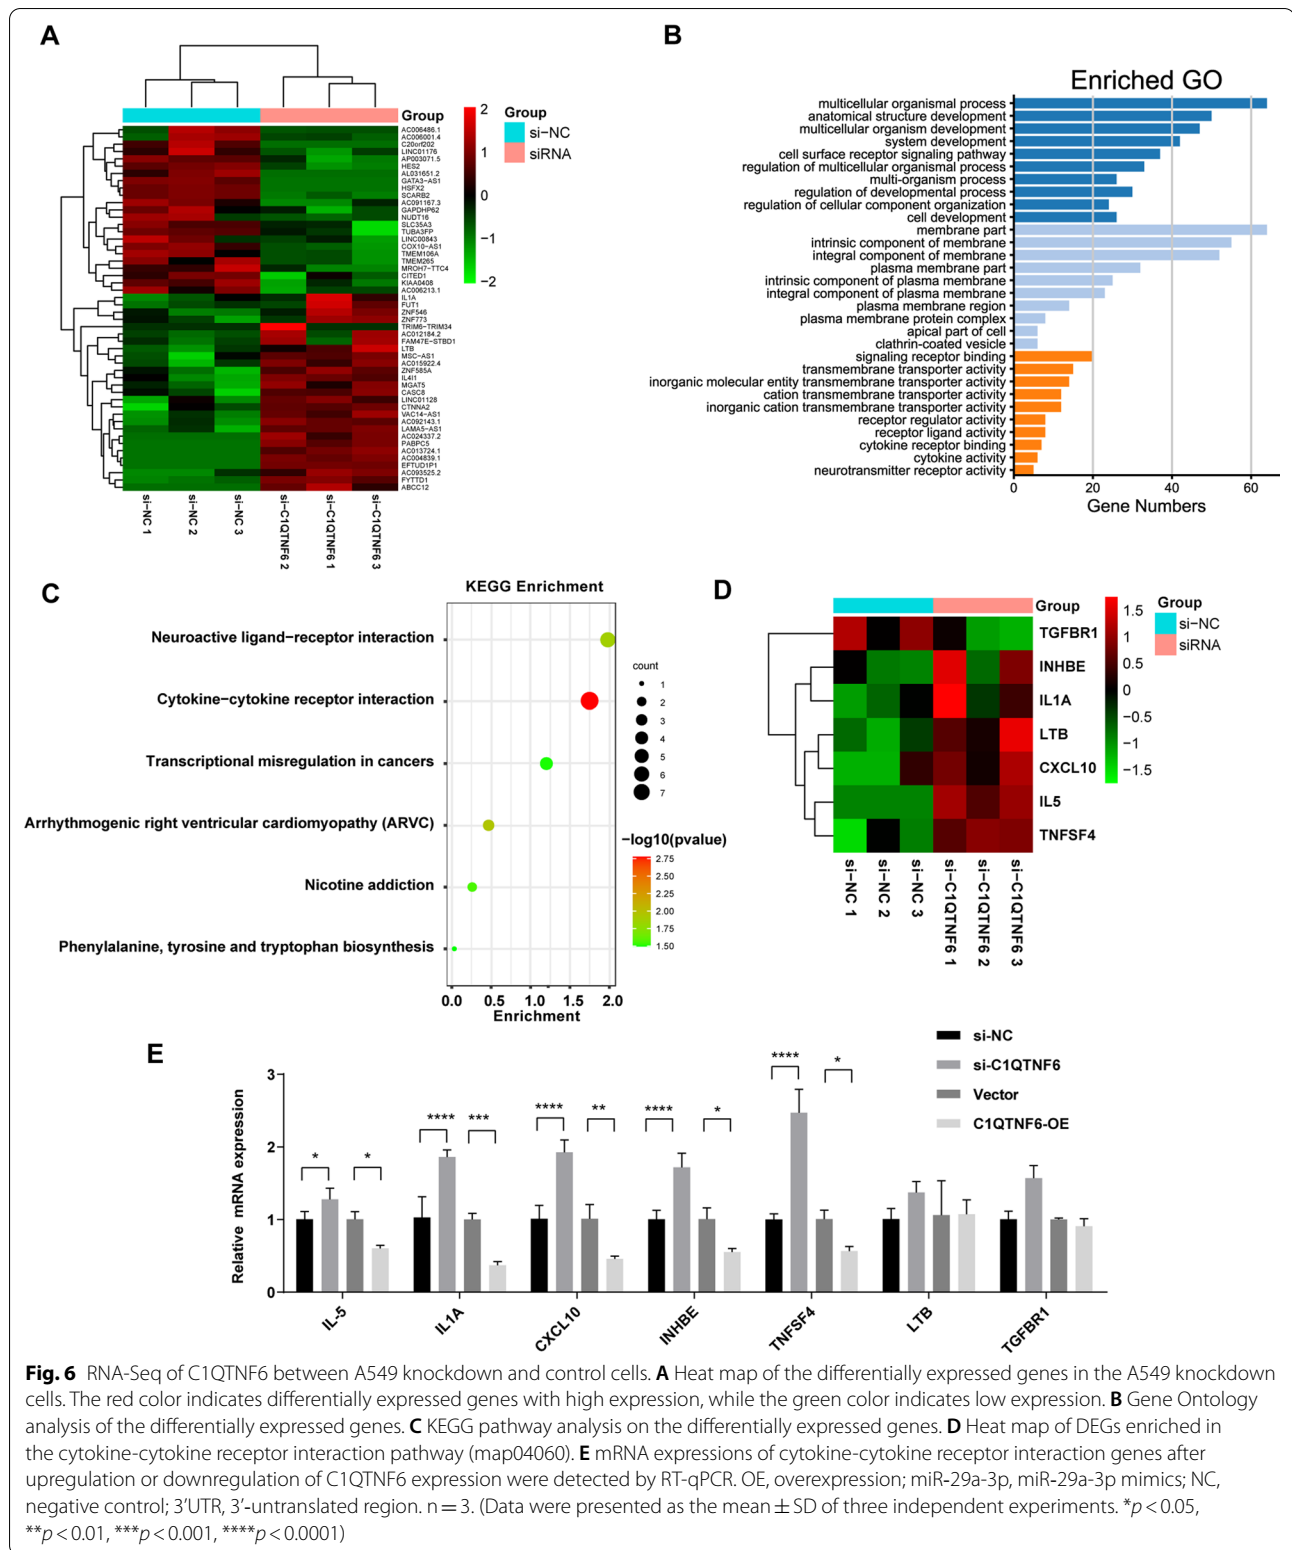 A
Group
AC006486.1
AC006001.4
C20orf202
LINC01176
AP003071.5
HES2
AL031651.2
GATA3−AS1
HSFX2
SCARB2
AC091167.3
GAPDHP62
NUDT16
SLC35A3
TUBA3FP
LINC00843
COX10−AS1
TMEM106A
TMEM265
MROH7−TTC4
CITED1
KIAA0408
AC006213.1
IL1A
FUT1
ZNF546
ZNF773
TRIM6−TRIM34
AC012184.2
FAM47E−STBD1
LTB
MSC−AS1
AC015922.4
ZNF585A
IL4I1
MGAT5
CASC8
LINC01128
CTNNA2
VAC14−AS1
AC092143.1
LAMA5−AS1
AC024337.2
PABPC5
AC013724.1
AC004839.1
EFTUD1P1
AC093525.2
FYTTD1
ABCC12
si−NC 1
si−NC 2
si−NC 3
si−C1QTNF6 2
si−C1QTNF6 1
si−C1QTNF6 3
2
1
0
−1
−2
Group
si−NC
siRNA
B
Enriched GO
multicellular organismal process
anatomical structure development
multicellular organism development
system development
cell surface receptor signaling pathway
regulation of multicellular organismal process
multi-organism process
regulation of developmental process
regulation of cellular component organization
cell development
membrane part
intrinsic component of membrane
integral component of membrane
plasma membrane part
intrinsic component of plasma membrane
integral component of plasma membrane
plasma membrane region
plasma membrane protein complex
apical part of cell
clathrin-coated vesicle
signaling receptor binding
transmembrane transporter activity
inorganic molecular entity transmembrane transporter activity
cation transmembrane transporter activity
inorganic cation transmembrane transporter activity
receptor regulator activity
receptor ligand activity
cytokine receptor binding
cytokine activity
neurotransmitter receptor activity
0 20 40 60
Gene Numbers
C
KEGG Enrichment
Neuroactive ligand−receptor interaction
Cytokine−cytokine receptor interaction
Transcriptional misregulation in cancers
Arrhythmogenic right ventricular cardiomyopathy (ARVC)
Nicotine addiction
Phenylalanine, tyrosine and tryptophan biosynthesis
0.0 0.5 1.0 1.5 2.0
Enrichment
count
1
2
3
4
5
6
7
−log10(pvalue)
2.75
2.50
2.25
2.00
1.75
1.50
D
Group
TGFBR1
INHBE
IL1A
LTB
CXCL10
IL5
TNFSF4
si−NC 1
si−NC 2
si−NC 3
si−C1QTNF6 1
si−C1QTNF6 2
si−C1QTNF6 3
1.5
1
0.5
0
−0.5
−1
−1.5
Group
si−NC
siRNA
E
Relative mRNA expression
3
2
1
0
* *
**** ***
**** **
**** *
**** *
IL-5
IL1A
CXCL10
INHBE
TNFSF4
LTB
TGFBR1
si-NC
si-C1QTNF6
Vector
C1QTNF6-OE
Fig. 6 RNA-Seq of C1QTNF6 between A549 knockdown and control cells. A Heat map of the differentially expressed genes in the A549 knockdown
cells. The red color indicates differentially expressed genes with high expression, while the green color indicates low expression. B Gene Ontology
analysis of the differentially expressed genes. C KEGG pathway analysis on the differentially expressed genes. D Heat map of DEGs enriched in
the cytokine-cytokine receptor interaction pathway (map04060). E mRNA expressions of cytokine-cytokine receptor interaction genes after
upregulation or downregulation of C1QTNF6 expression were detected by RT-qPCR. OE, overexpression; miR-29a-3p, miR-29a-3p mimics; NC,
negative control; 3′UTR, 3′-untranslated region. n = 3. (Data were presented as the mean ± SD of three independent experiments. *p < 0.05,
**p < 0.01, ***p < 0.001, ****p < 0.0001)